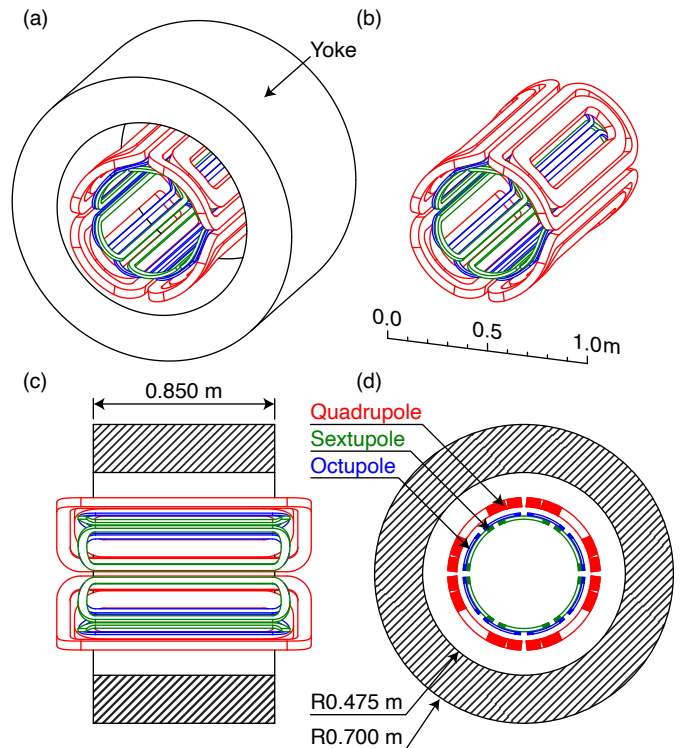 (a)
Yoke
(b)
0.0
0.5
1.0m
(c)
0.850 m
(d)
Quadrupole
Sextupole
Octupole
R0.475 m
R0.700 m